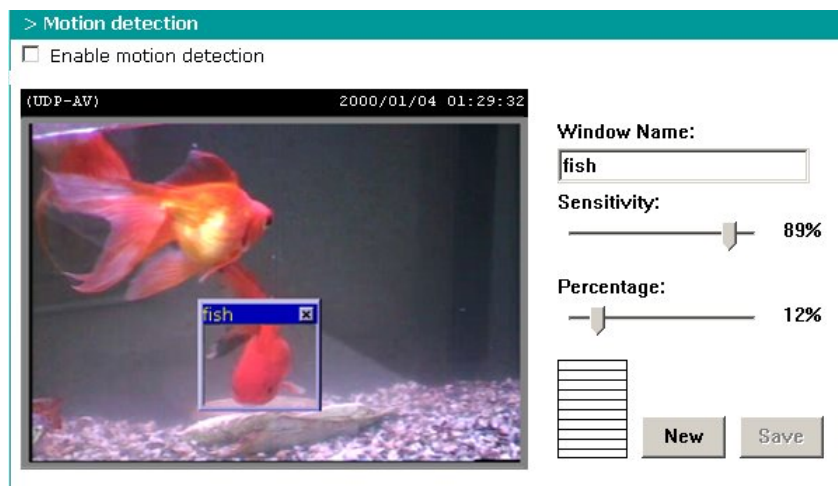 > Motion detection
Enable motion detection
(UDP-AV) 2000/01/04 01:29:32
Window Name:
fish
Sensitivity:
89%
fish
Percentage:
12%
New Save